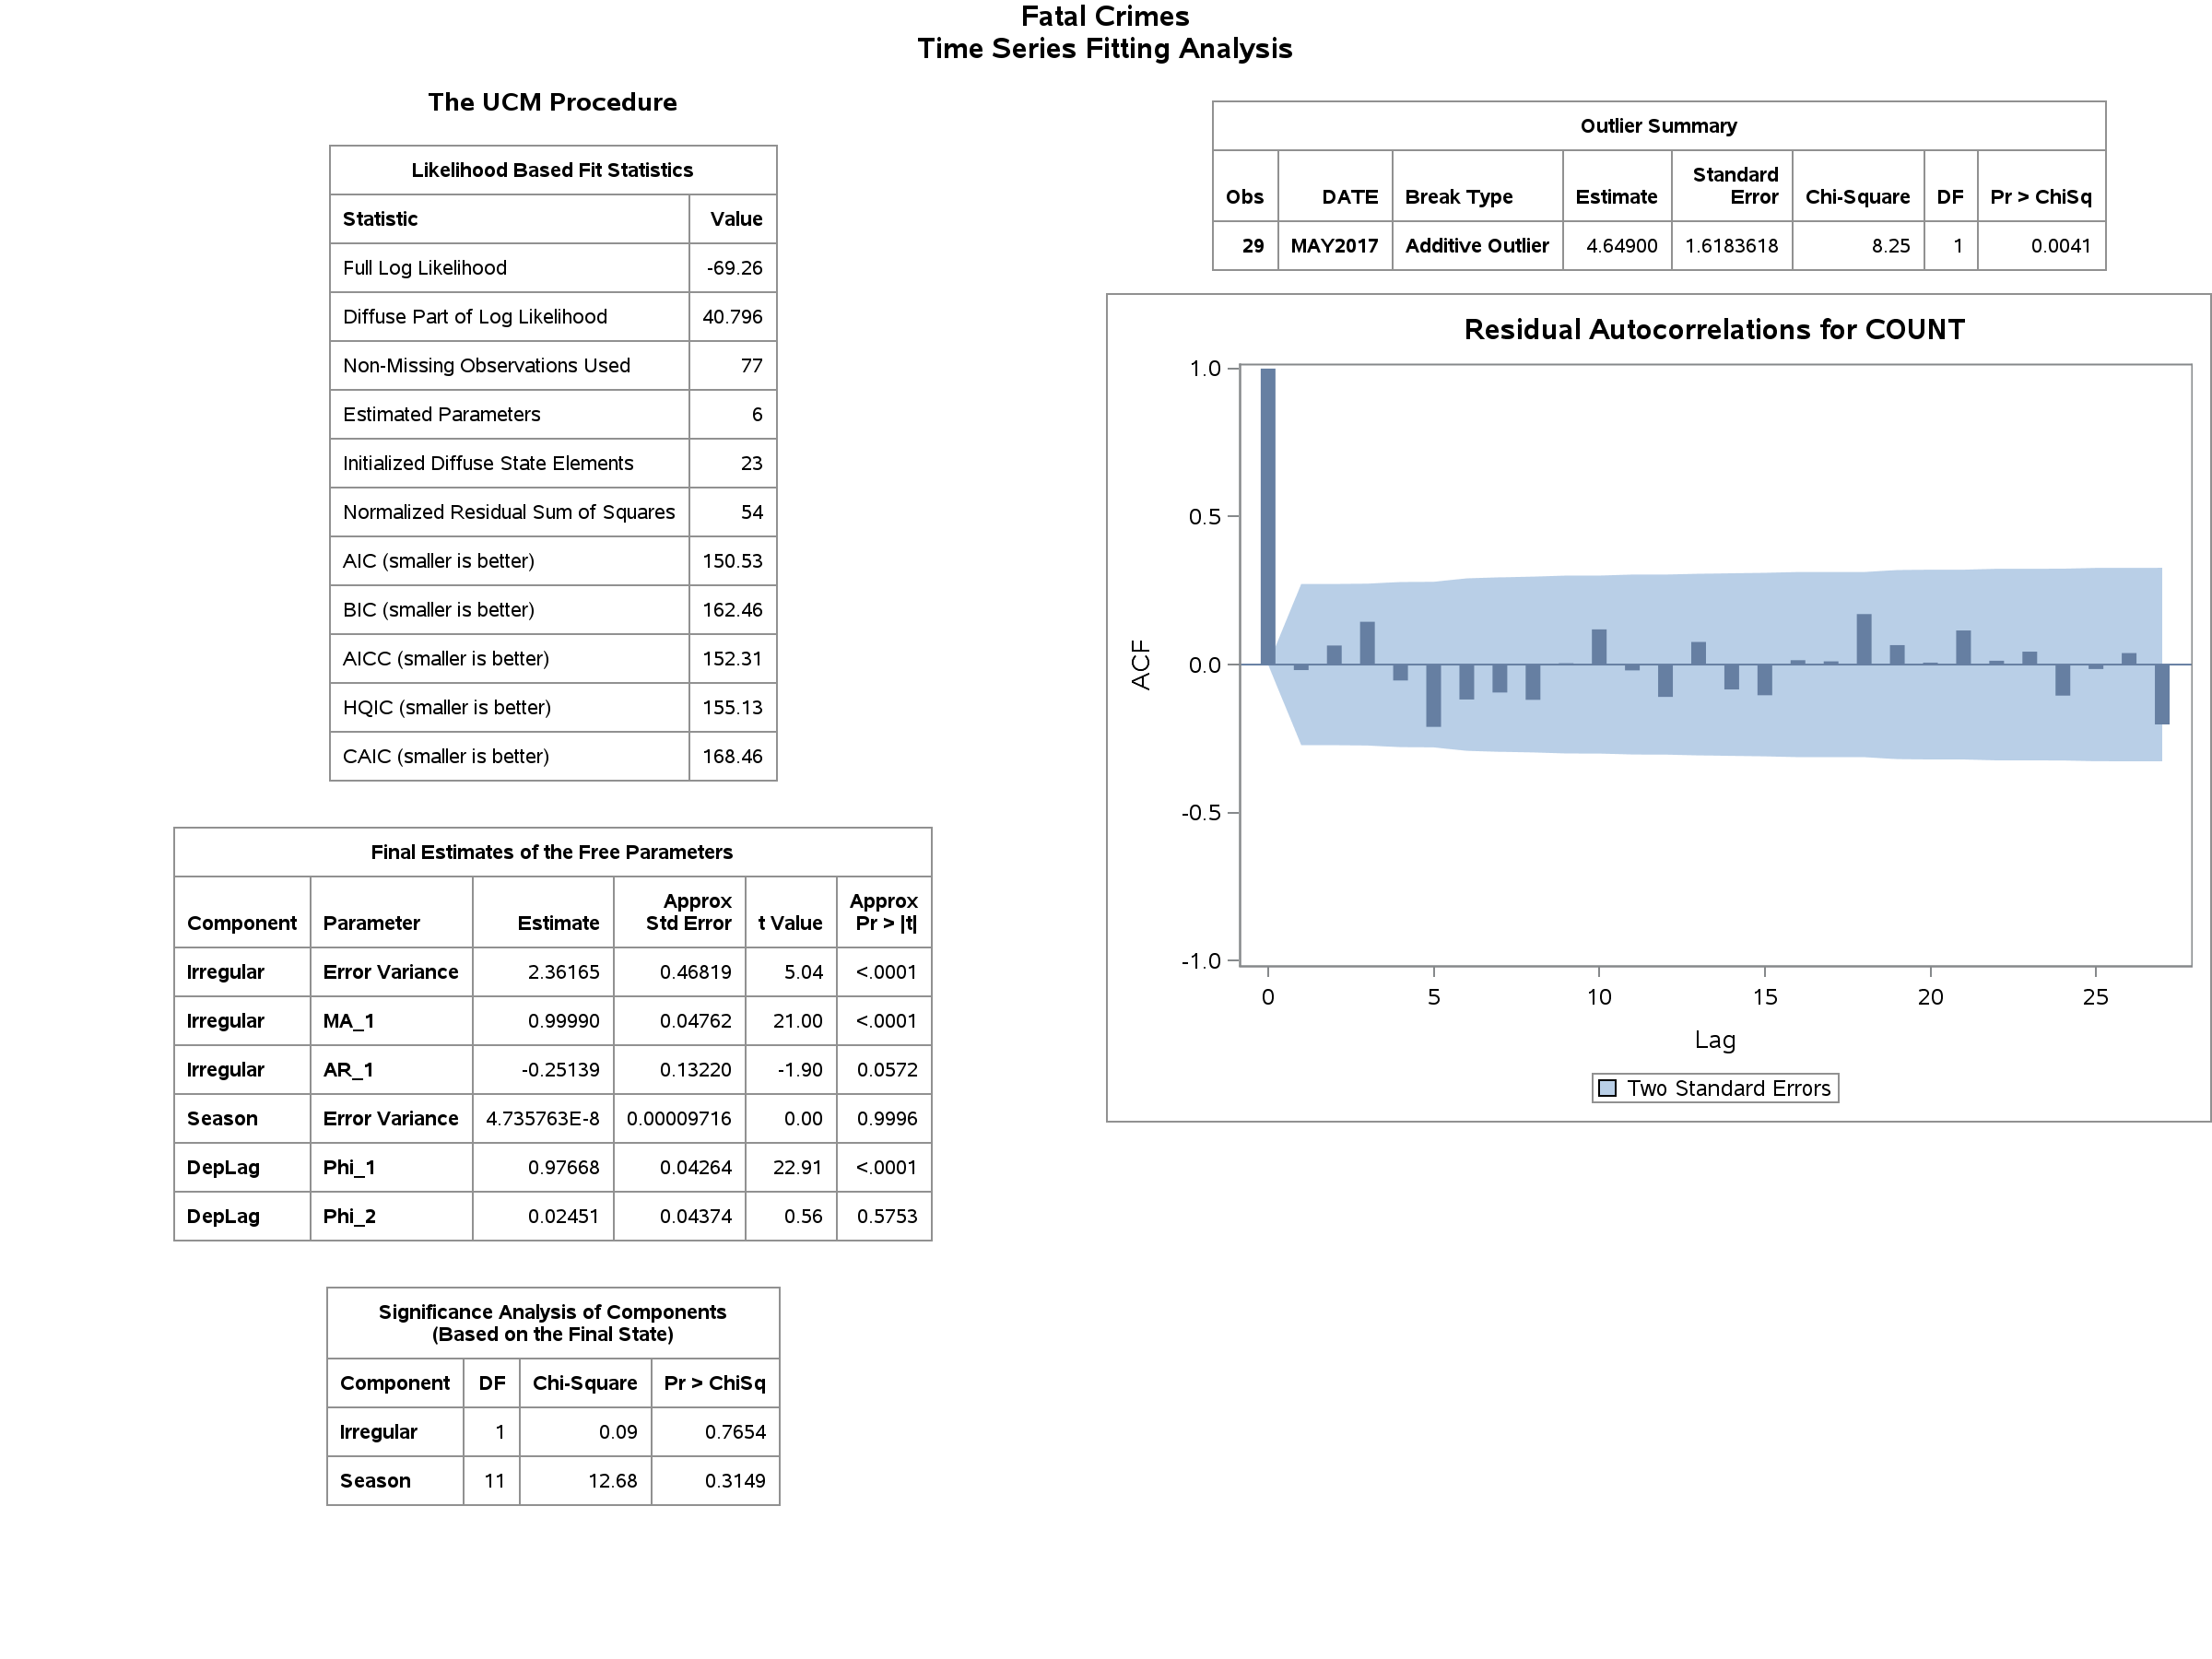 Fatal Crimes
Time Series Fitting Analysis
The UCM Procedure
Likelihood Based Fit Statistics
Statistic Value
Full Log Likelihood -69.26
Diffuse Part of Log Likelihood 40.796
Non-Missing Observations Used 77
Estimated Parameters 6
Initialized Diffuse State Elements 23
Normalized Residual Sum of Squares 54
AIC (smaller is better) 150.53
BIC (smaller is better) 162.46
AICC (smaller is better) 152.31
HQIC (smaller is better) 155.13
CAIC (smaller is better) 168.46
Final Estimates of the Free Parameters
Component Parameter Estimate Approx Std Error t Value Approx Pr > |t|
Irregular Error Variance 2.36165 0.46819 5.04 <.0001
Irregular MA_1 0.99990 0.04762 21.00 <.0001
Irregular AR_1 -0.25139 0.13220 -1.90 0.0572
Season Error Variance 4.735763E-8 0.00009716 0.00 0.9996
DepLag Phi_1 0.97668 0.04264 22.91 <.0001
DepLag Phi_2 0.02451 0.04374 0.56 0.5753
Significance Analysis of Components
(Based on the Final State)
Component DF Chi-Square Pr > ChiSq
Irregular 1 0.09 0.7654
Season 11 12.68 0.3149
Outlier Summary
Obs DATE Break Type Estimate Standard Error Chi-Square DF Pr > ChiSq
29 MAY2017 Additive Outlier 4.64900 1.6183618 8.25 1 0.0041
Residual Autocorrelations for COUNT
1.0
0.5
0.0
-0.5
-1.0
ACF
0 5 10 15 20 25
Lag
Two Standard Errors